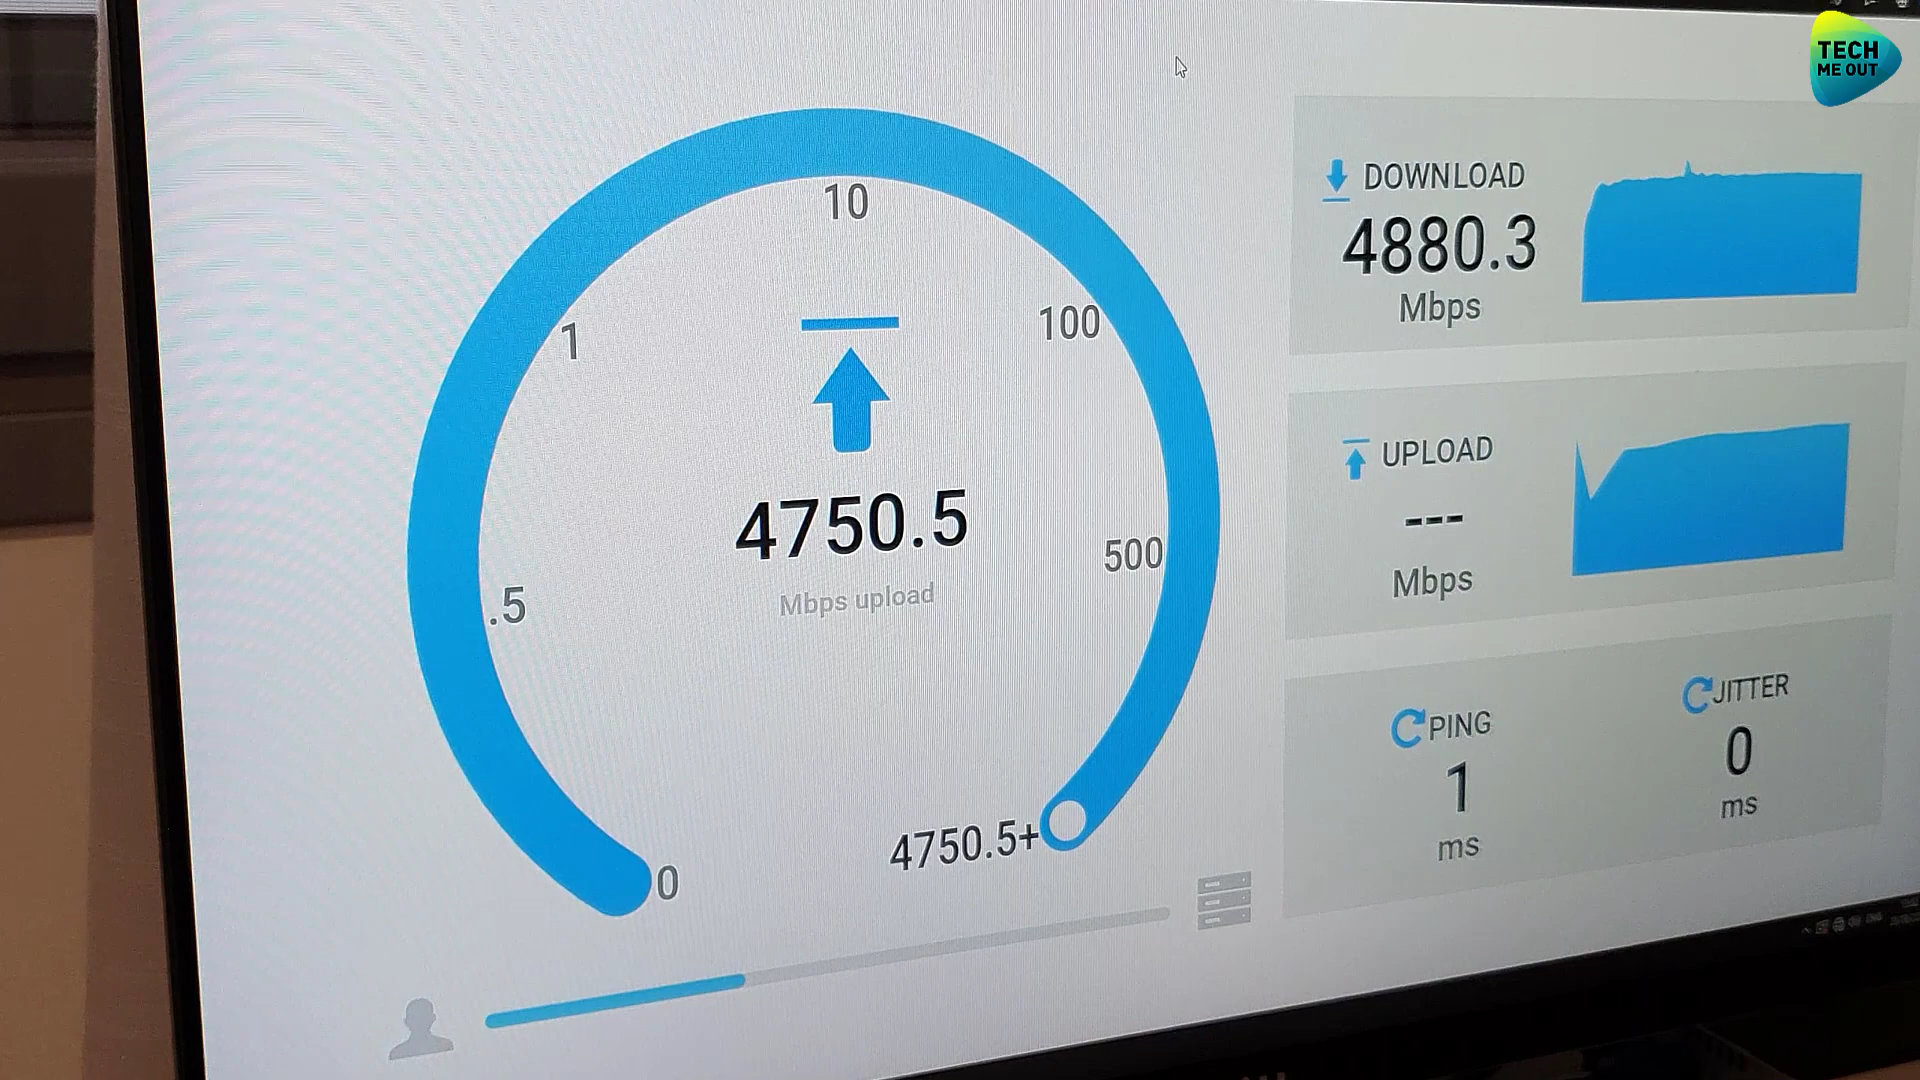 TECH
ME OUT
10
1
100
.5
500
4750.5
Mbps upload
0
4750.5+
DOWNLOAD
4880.3
Mbps
UPLOAD
---
Mbps
PING
1
ms
JITTER
0
ms